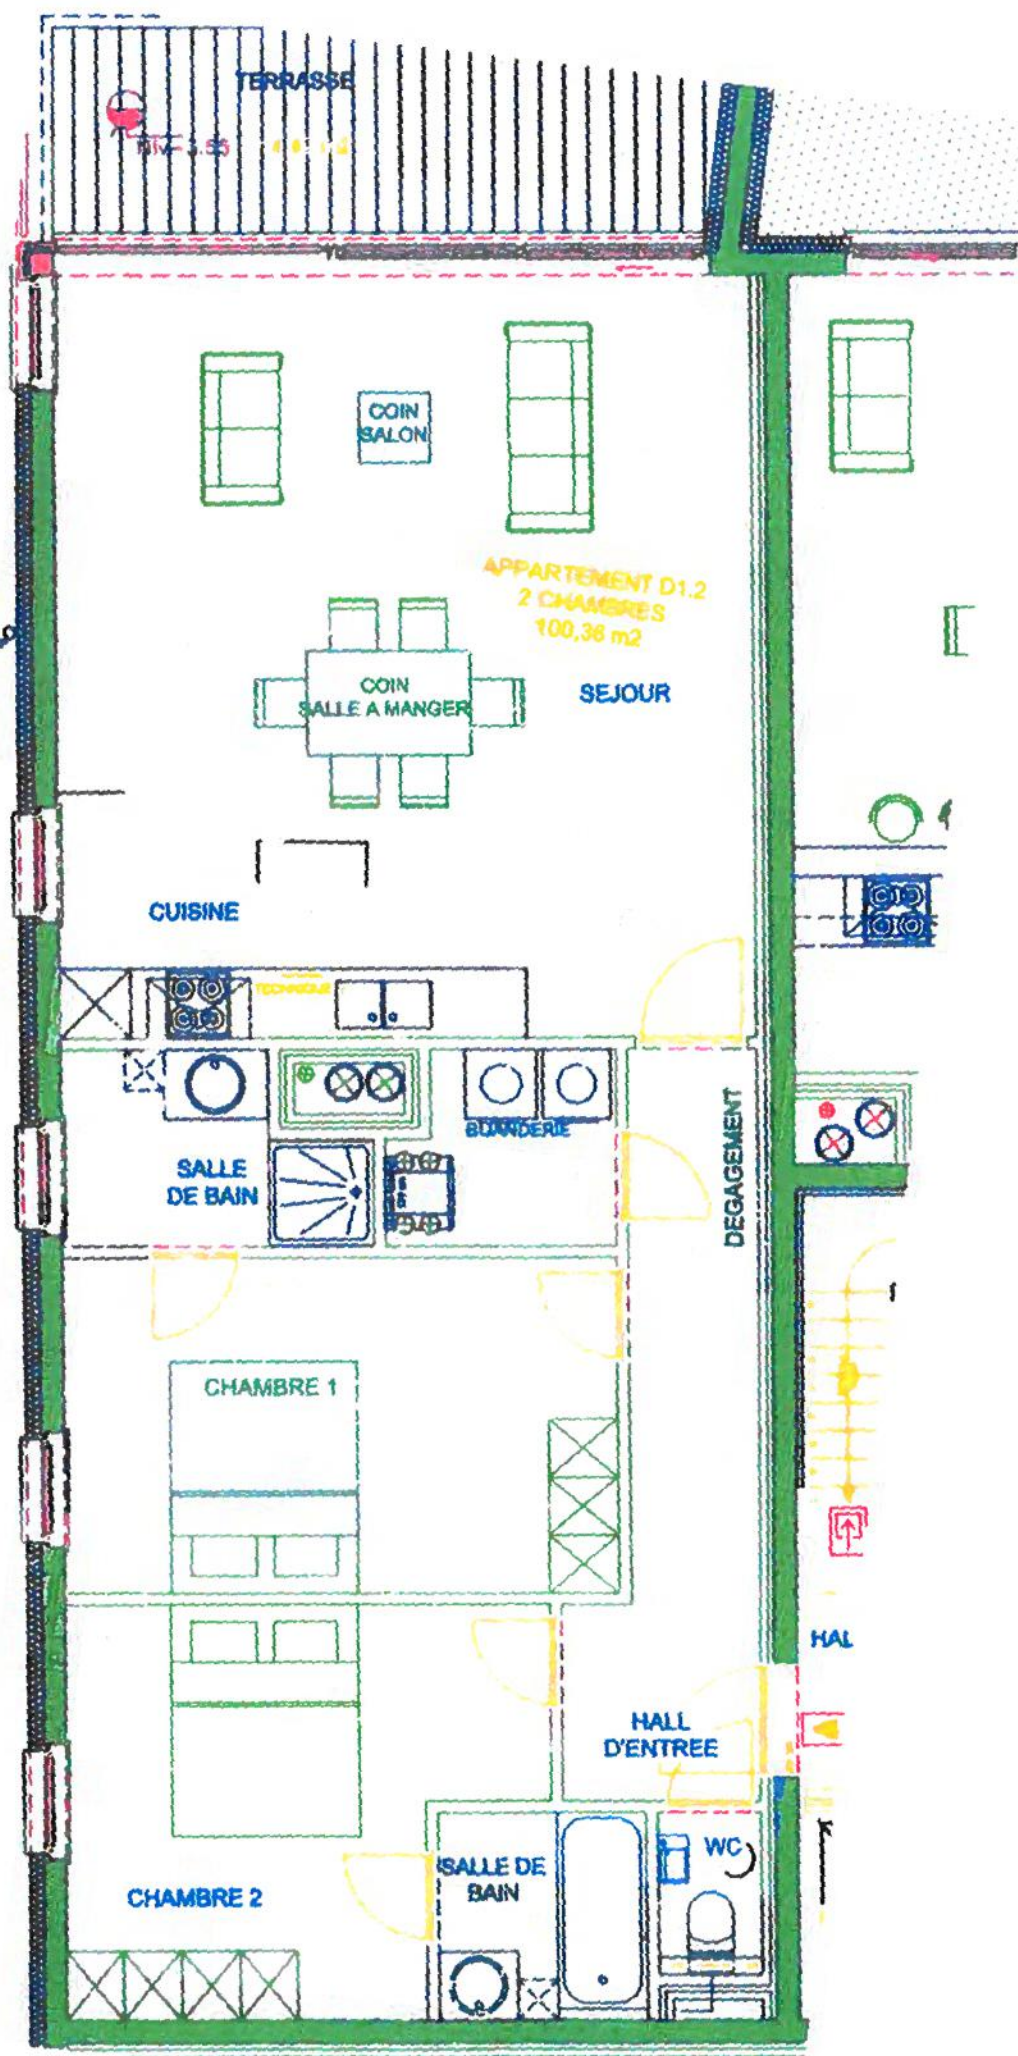 TERRASSE
COIN
SALON
APPARTEMENT D1.2
2 CHAMBRES
100,36 m2
COIN
SALLE A MANGER
SEJOUR
CUISINE
TECHNIQUE
BUANDERIE
SALLE
DE BAIN
DEGAGEMENT
CHAMBRE 1
HAL
HALL
D'ENTREE
WC
SALLE DE
BAIN
CHAMBRE 2